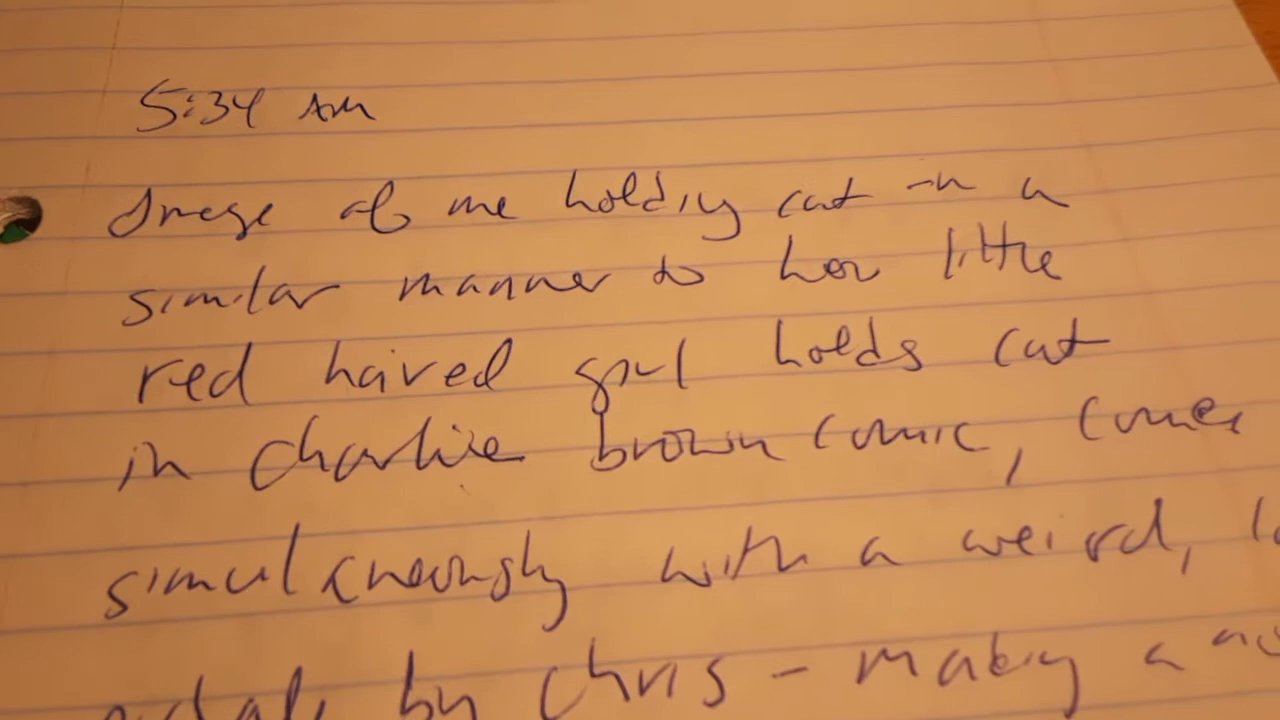 5:34 AM
Image of me holding cat in a
similar manner to how little
red haired girl holds cat
in charlie brown comic, comes
simultaneously with a weird,
by Chris - making a